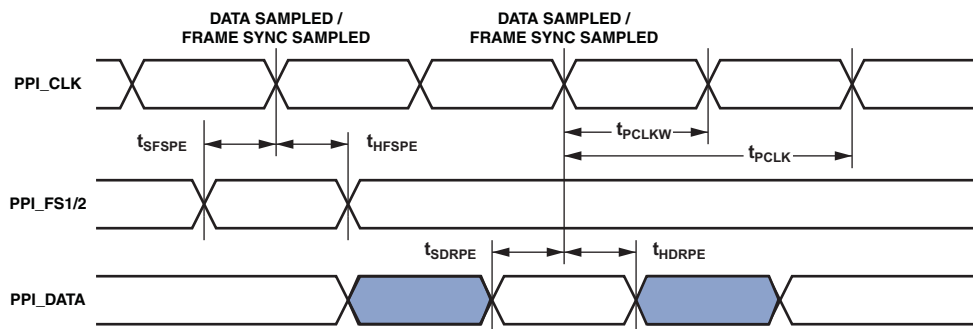 DATA SAMPLED /
FRAME SYNC SAMPLED
DATA SAMPLED /
FRAME SYNC SAMPLED
PPI_CLK
tSFSPE
tHFSPE
tPCLKW
tPCLK
PPI_FS1/2
tSDRPE
tHDRPE
PPI_DATA